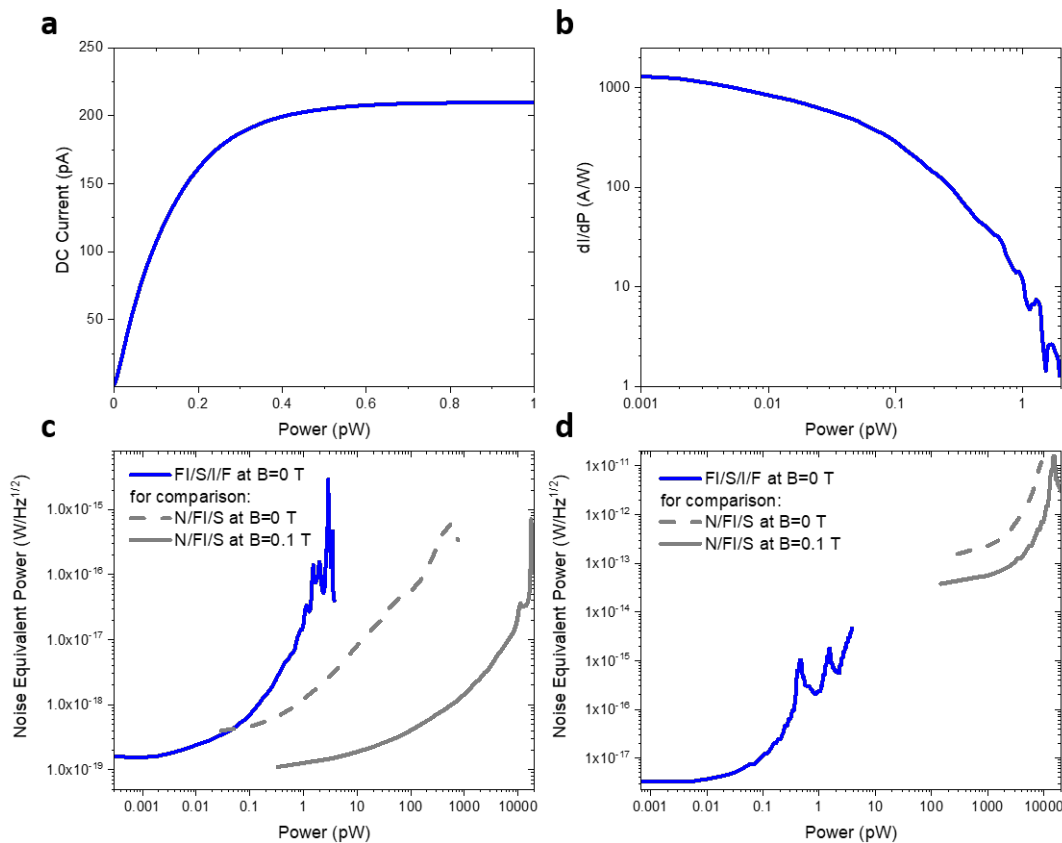 a
250
200
150
100
50
0
DC Current (pA)
0 0.2 0.4 0.6 0.8 1
Power (pW)
b
1000
100
10
1
dI/dP (A/W)
0.001 0.01 0.1 1
Power (pW)
c
FI/S/I/F at B=0 T
for comparison:
N/FI/S at B=0 T
N/FI/S at B=0.1 T
1.0x10⁻¹⁵
1.0x10⁻¹⁶
1.0x10⁻¹⁷
1.0x10⁻¹⁸
1.0x10⁻¹⁹
Noise Equivalent Power (W/Hz¹ᐟ²)
0.001 0.01 0.1 1 10 100 1000 10000
Power (pW)
d
FI/S/I/F at B=0 T
for comparison:
N/FI/S at B=0 T
N/FI/S at B=0.1 T
1x10⁻¹¹
1x10⁻¹²
1x10⁻¹³
1x10⁻¹⁴
1x10⁻¹⁵
1x10⁻¹⁶
1x10⁻¹⁷
Noise Equivalent Power (W/Hz¹ᐟ²)
0.001 0.01 0.1 1 10 100 1000 10000
Power (pW)